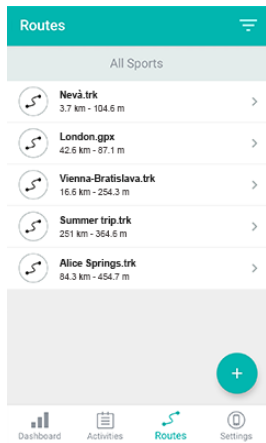 Routes
All Sports
Nevà.trk
3.7 km - 104.6 m
London.gpx
42.6 km - 87.1 m
Vienna-Bratislava.trk
16.6 km - 254.3 m
Summer trip.trk
251 km - 364.6 m
Alice Springs.trk
84.3 km - 454.7 m
Dashboard
Activities
Routes
Settings